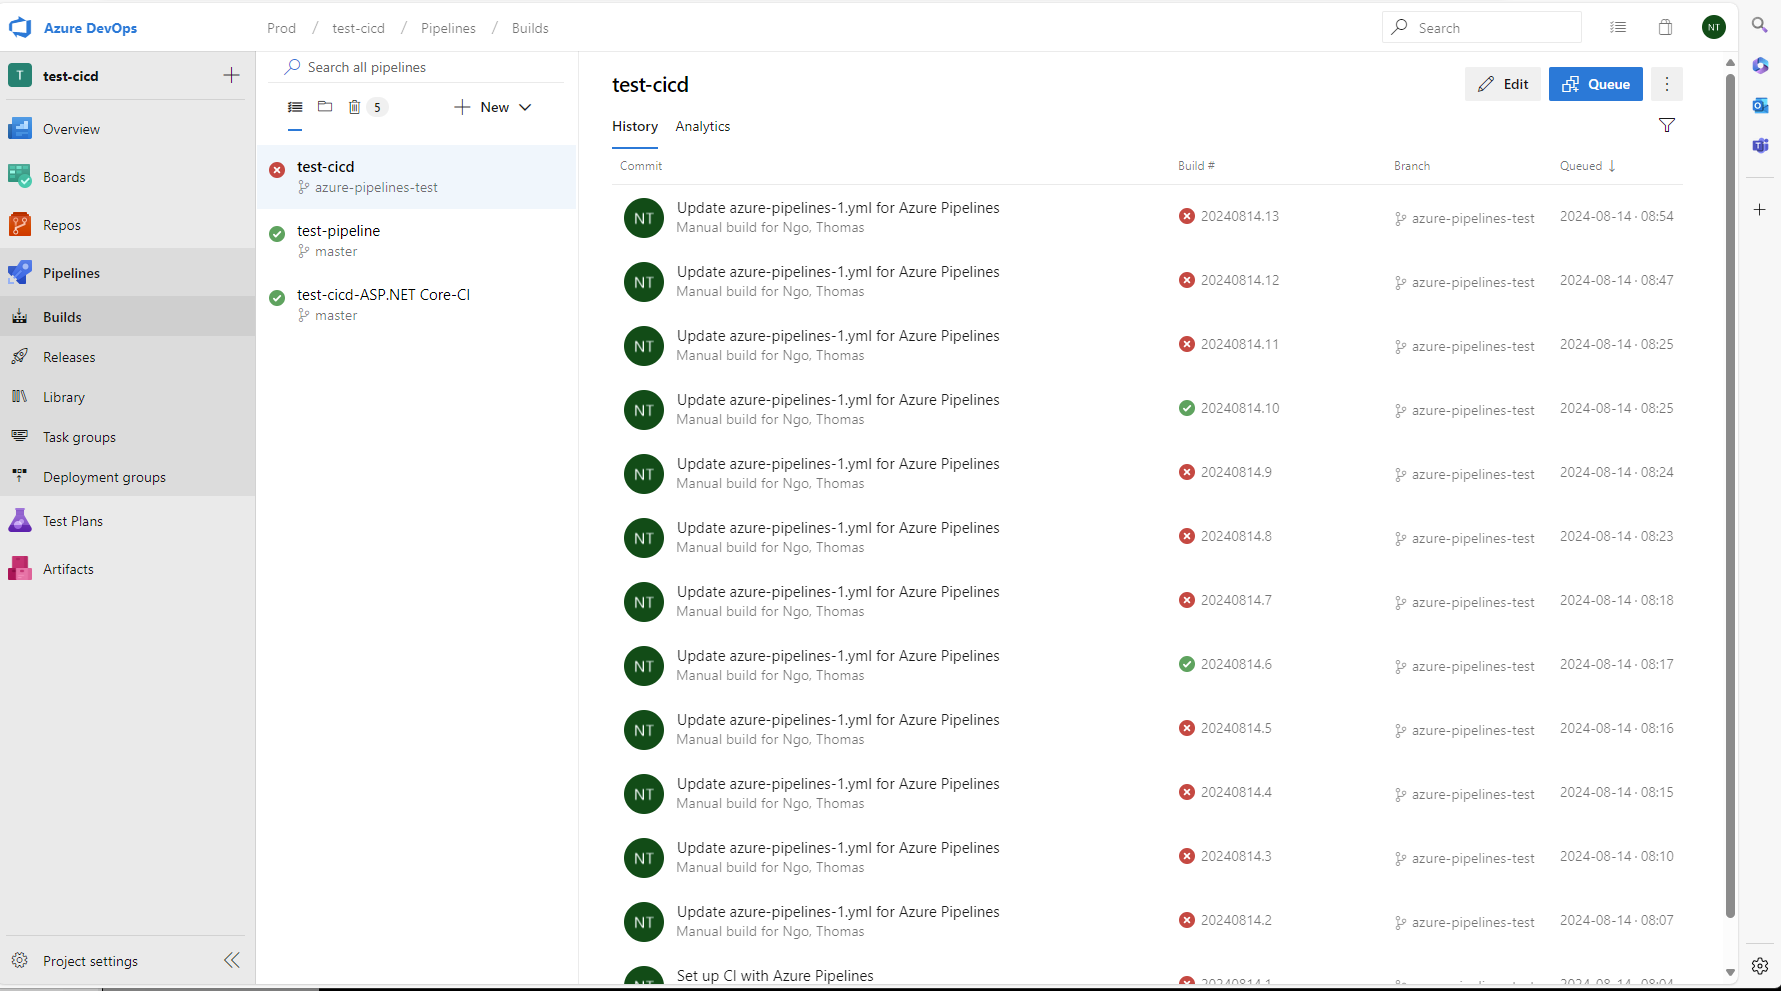 Azure DevOps
Prod / test-cicd / Pipelines / Builds
Search
NT
T
test-cicd
Overview
Boards
Repos
Pipelines
Builds
Releases
Library
Task groups
Deployment groups
Test Plans
Artifacts
Project settings
Search all pipelines
5
New
test-cicd
azure-pipelines-test
test-pipeline
master
test-cicd-ASP.NET Core-CI
master
test-cicd
Edit
Queue
History Analytics
Commit Build # Branch Queued
NT Update azure-pipelines-1.yml for Azure Pipelines 20240814.13 azure-pipelines-test 2024-08-14 · 08:54
Manual build for Ngo, Thomas
NT Update azure-pipelines-1.yml for Azure Pipelines 20240814.12 azure-pipelines-test 2024-08-14 · 08:47
Manual build for Ngo, Thomas
NT Update azure-pipelines-1.yml for Azure Pipelines 20240814.11 azure-pipelines-test 2024-08-14 · 08:25
Manual build for Ngo, Thomas
NT Update azure-pipelines-1.yml for Azure Pipelines 20240814.10 azure-pipelines-test 2024-08-14 · 08:25
Manual build for Ngo, Thomas
NT Update azure-pipelines-1.yml for Azure Pipelines 20240814.9 azure-pipelines-test 2024-08-14 · 08:24
Manual build for Ngo, Thomas
NT Update azure-pipelines-1.yml for Azure Pipelines 20240814.8 azure-pipelines-test 2024-08-14 · 08:23
Manual build for Ngo, Thomas
NT Update azure-pipelines-1.yml for Azure Pipelines 20240814.7 azure-pipelines-test 2024-08-14 · 08:18
Manual build for Ngo, Thomas
NT Update azure-pipelines-1.yml for Azure Pipelines 20240814.6 azure-pipelines-test 2024-08-14 · 08:17
Manual build for Ngo, Thomas
NT Update azure-pipelines-1.yml for Azure Pipelines 20240814.5 azure-pipelines-test 2024-08-14 · 08:16
Manual build for Ngo, Thomas
NT Update azure-pipelines-1.yml for Azure Pipelines 20240814.4 azure-pipelines-test 2024-08-14 · 08:15
Manual build for Ngo, Thomas
NT Update azure-pipelines-1.yml for Azure Pipelines 20240814.3 azure-pipelines-test 2024-08-14 · 08:10
Manual build for Ngo, Thomas
NT Update azure-pipelines-1.yml for Azure Pipelines 20240814.2 azure-pipelines-test 2024-08-14 · 08:07
Manual build for Ngo, Thomas
Set up CI with Azure Pipelines